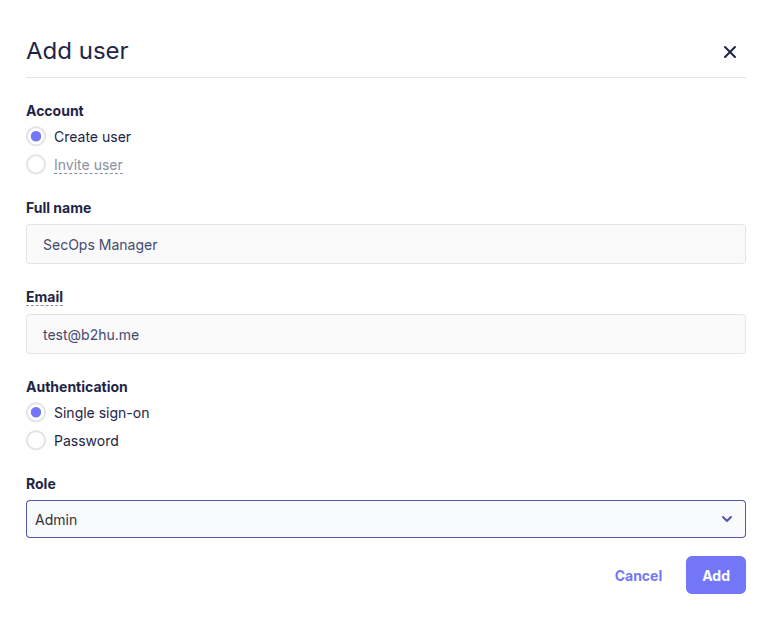 Add user
Account
Create user
Invite user
Full name
SecOps Manager
Email
test@b2hu.me
Authentication
Single sign-on
Password
Role
Admin
Cancel
Add